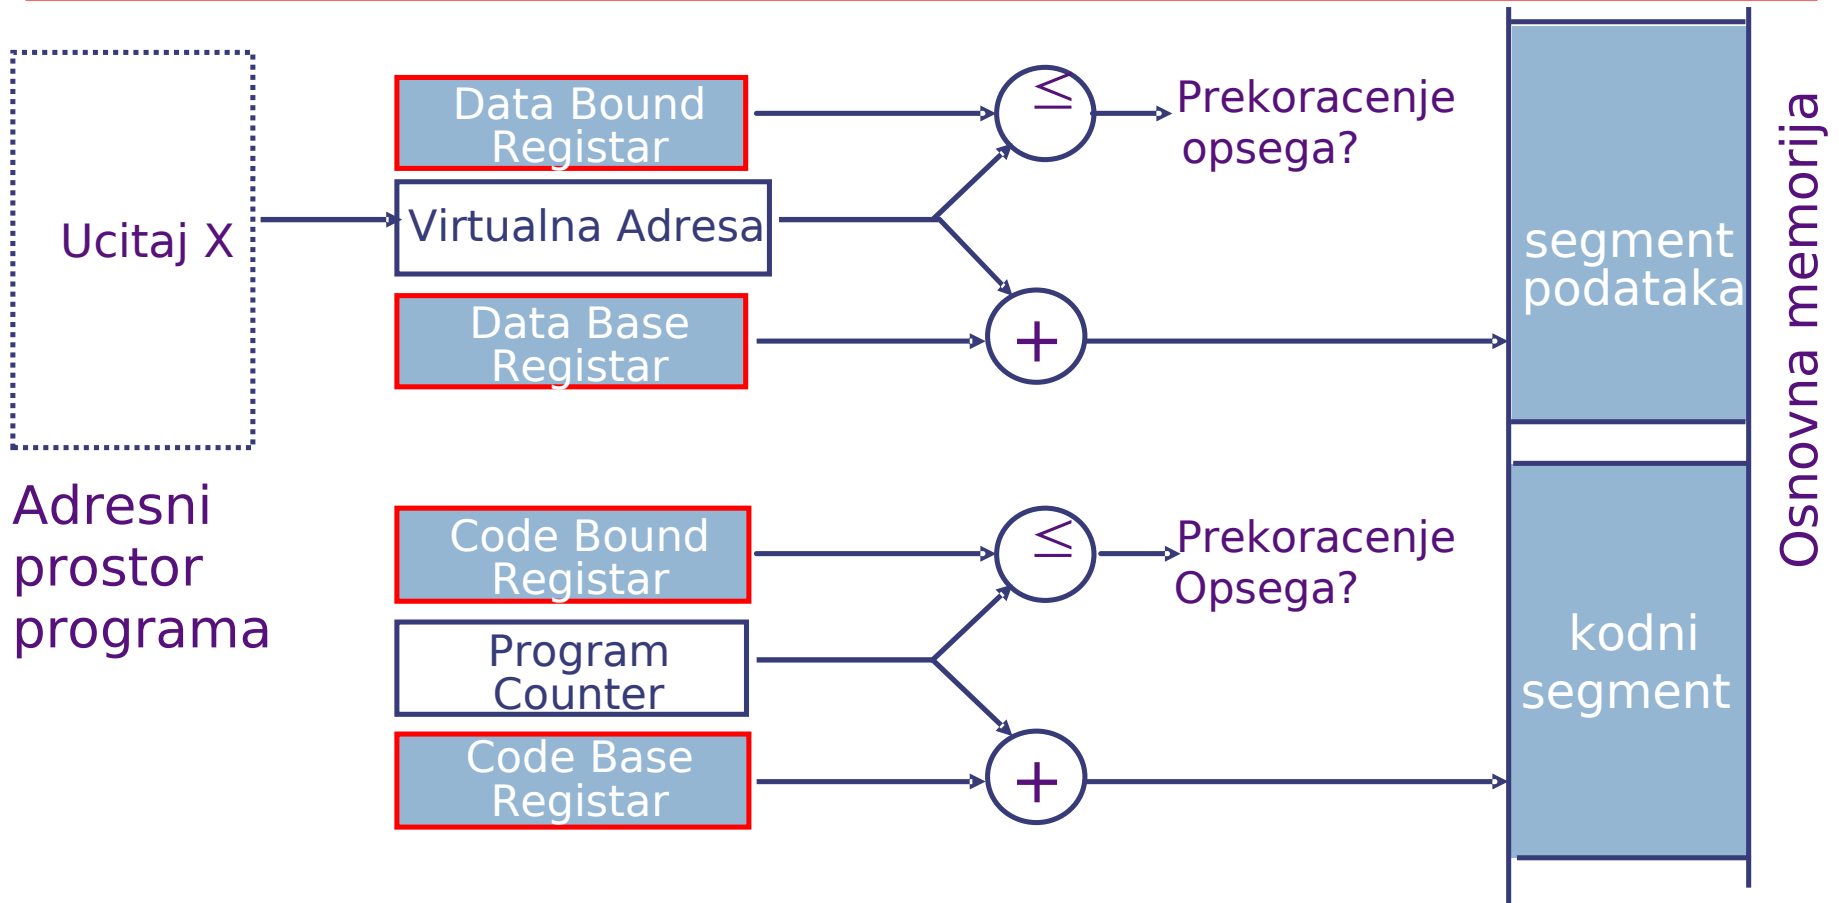 Ucitaj X
Adresni
prostor
programa
Data Bound
Registar
Virtualna Adresa
Data Base
Registar
≤
Prekoracenje
opsega?
+
Code Bound
Registar
Program
Counter
Code Base
Registar
≤
Prekoracenje
Opsega?
+
segment
podataka
kodni
segment
Osnovna memorija